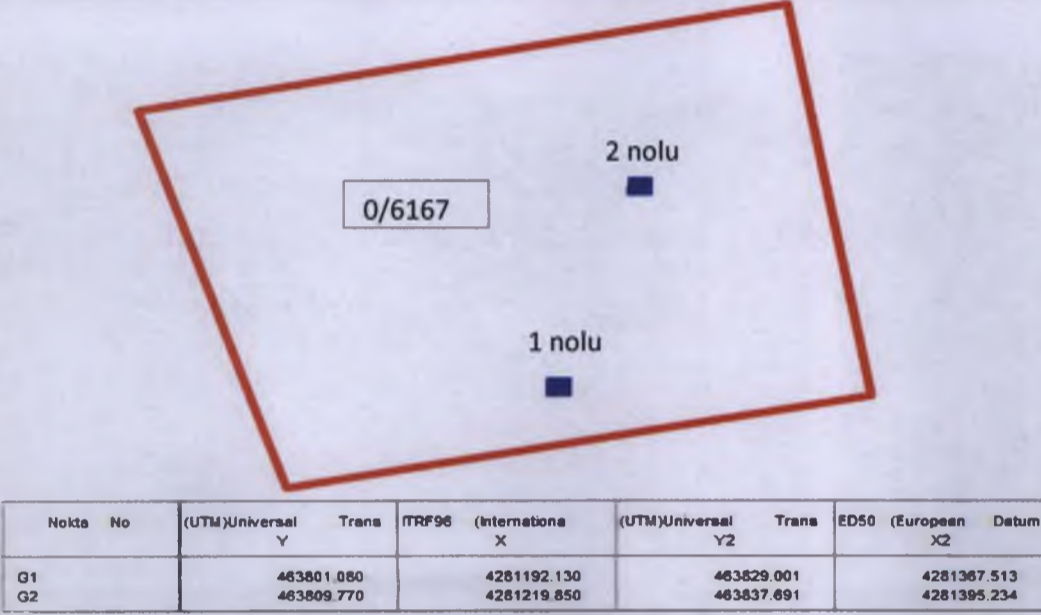 2 nolu
0/6167
1 nolu
Nokta No (UTM)Universal Trans ITRF96 (Internationa (UTM)Universal Trans ED50 (European Datum
Y X Y2 X2
G1 463801.080 4281192.130 463829.001 4281367.513
G2 463809.770 4281219.850 463837.691 4281395.234